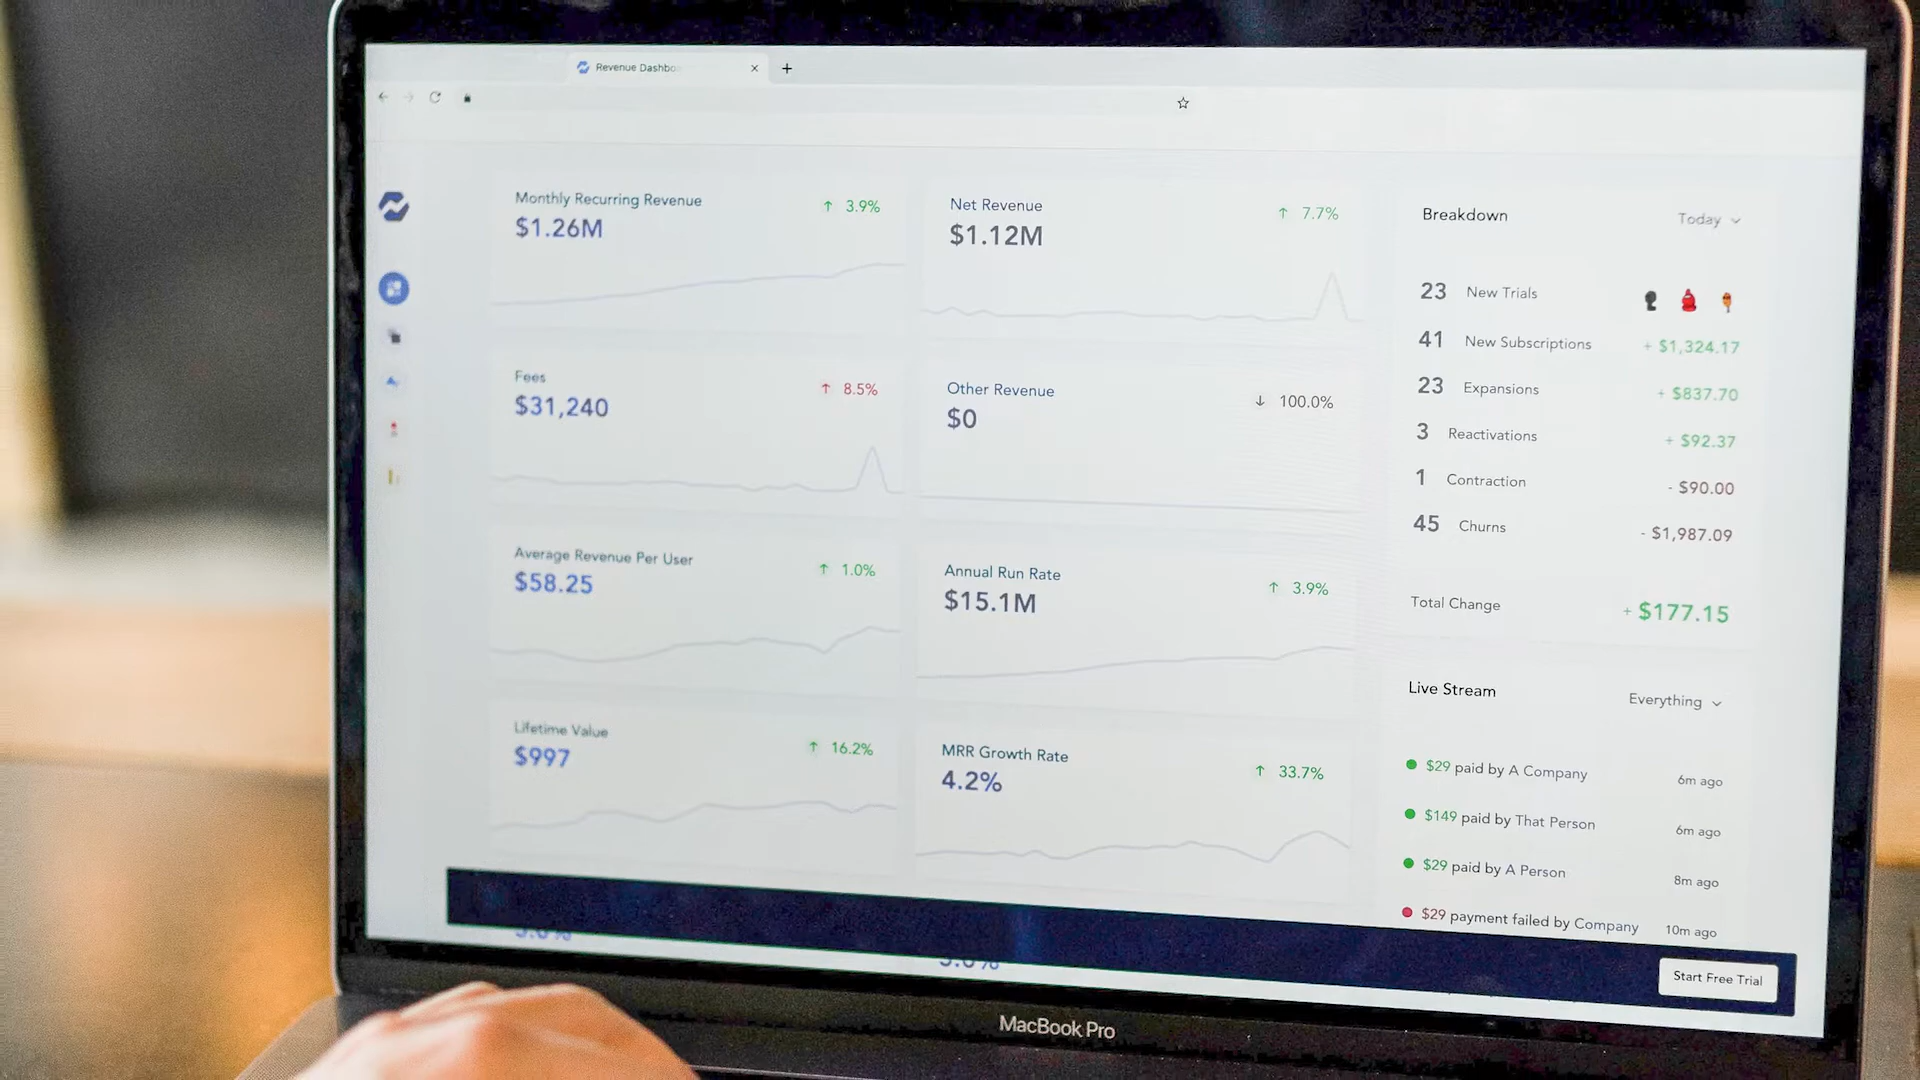 Revenue Dashbo
Monthly Recurring Revenue
↑ 3.9%
$1.26M
Net Revenue
↑ 7.7%
$1.12M
Fees
↑ 8.5%
$31,240
Other Revenue
↓ 100.0%
$0
Average Revenue Per User
↑ 1.0%
$58.25
Annual Run Rate
↑ 3.9%
$15.1M
Lifetime Value
↑ 16.2%
$997
MRR Growth Rate
↑ 33.7%
4.2%
Breakdown
Today
23 New Trials
41 New Subscriptions + $1,324.17
23 Expansions + $837.70
3 Reactivations + $92.37
1 Contraction - $90.00
45 Churns - $1,987.09
Total Change + $177.15
Live Stream
Everything
$29 paid by A Company 6m ago
$149 paid by That Person 6m ago
$29 paid by A Person 8m ago
$29 payment failed by Company 10m ago
Start Free Trial
MacBook Pro